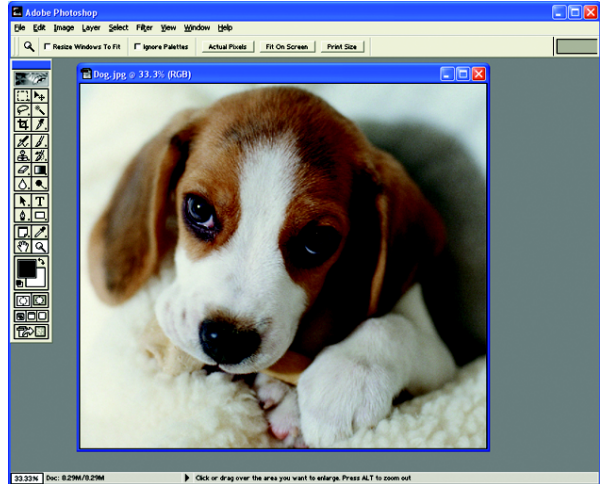 Adobe Photoshop
File Edit Image Layer Select Filter View Window Help
Resize Windows To Fit Ignore Palettes Actual Pixels Fit On Screen Print Size
Dog.jpg @ 33.3% (RGB)
T
33.33% Doc: 8.29M/8.29M Click or drag over the area you want to enlarge. Press ALT to zoom out